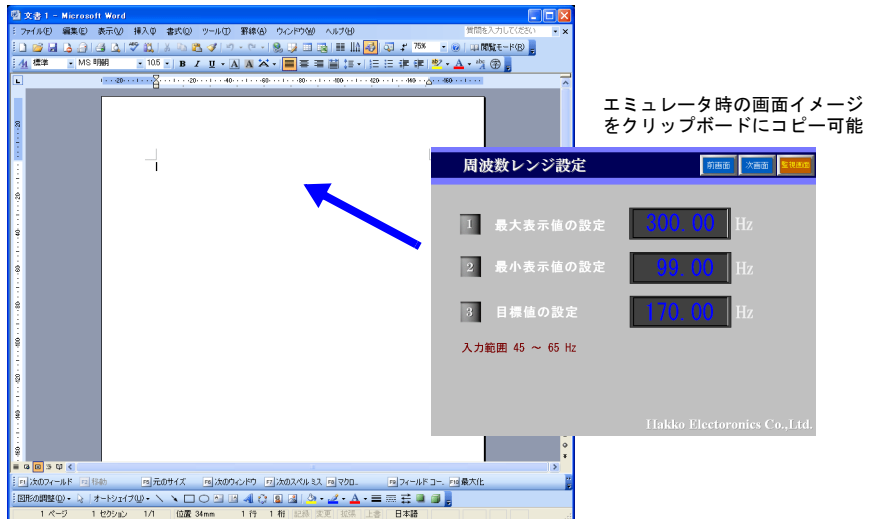 文書 1 - Microsoft Word
ファイル(F) 編集(E) 表示(V) 挿入(I) 書式(O) ツール(T) 罫線(A) ウィンドウ(W) ヘルプ(H) 質問を入力してください
75% 閲覧モード(R)
標準 MS 明朝 10.5 B I U A A
エミュレータ時の画面イメージ
をクリップボードにコピー可能
周波数レンジ設定 前画面 次画面 監視画面
1 最大表示値の設定 300.00 Hz
2 最小表示値の設定 99.00 Hz
3 目標値の設定 170.00 Hz
入力範囲 45 ～ 65 Hz
Hakko Electoronics Co.,Ltd.
F1 次のフィールド F2 移動 F5 元のサイズ F6 次のウィンドウ F7 次のスペルミス F8 マクロ... F9 フィールド コー... F10 最大化
図形の調整(D) オートシェイプ(U)
1 ページ 1 セクション 1/1 位置 34mm 1 行 1 桁 記録 変更 拡張 上書 日本語